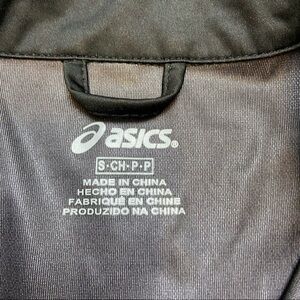 asics®
S·CH·P·P
MADE IN CHINA
HECHO EN CHINA
FABRIQUÉ EN CHINE
PRODUZIDO NA CHINA